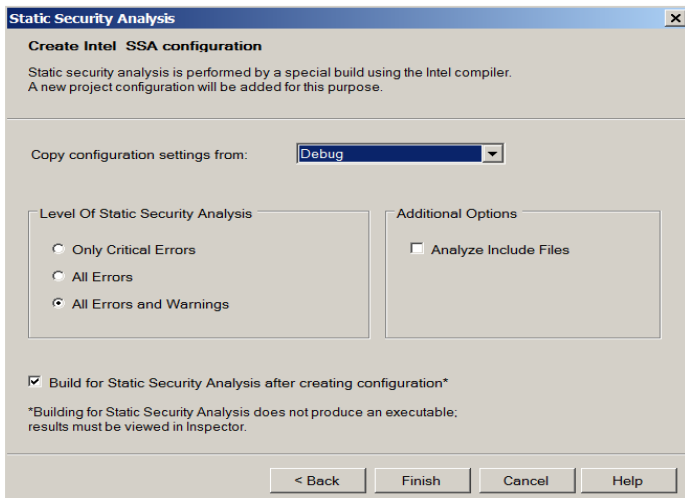 Static Security Analysis
Create Intel SSA configuration
Static security analysis is performed by a special build using the Intel compiler.
A new project configuration will be added for this purpose.
Copy configuration settings from:
Debug
Level Of Static Security Analysis
Only Critical Errors
All Errors
All Errors and Warnings
Additional Options
Analyze Include Files
Build for Static Security Analysis after creating configuration*
*Building for Static Security Analysis does not produce an executable;
results must be viewed in Inspector.
< Back
Finish
Cancel
Help